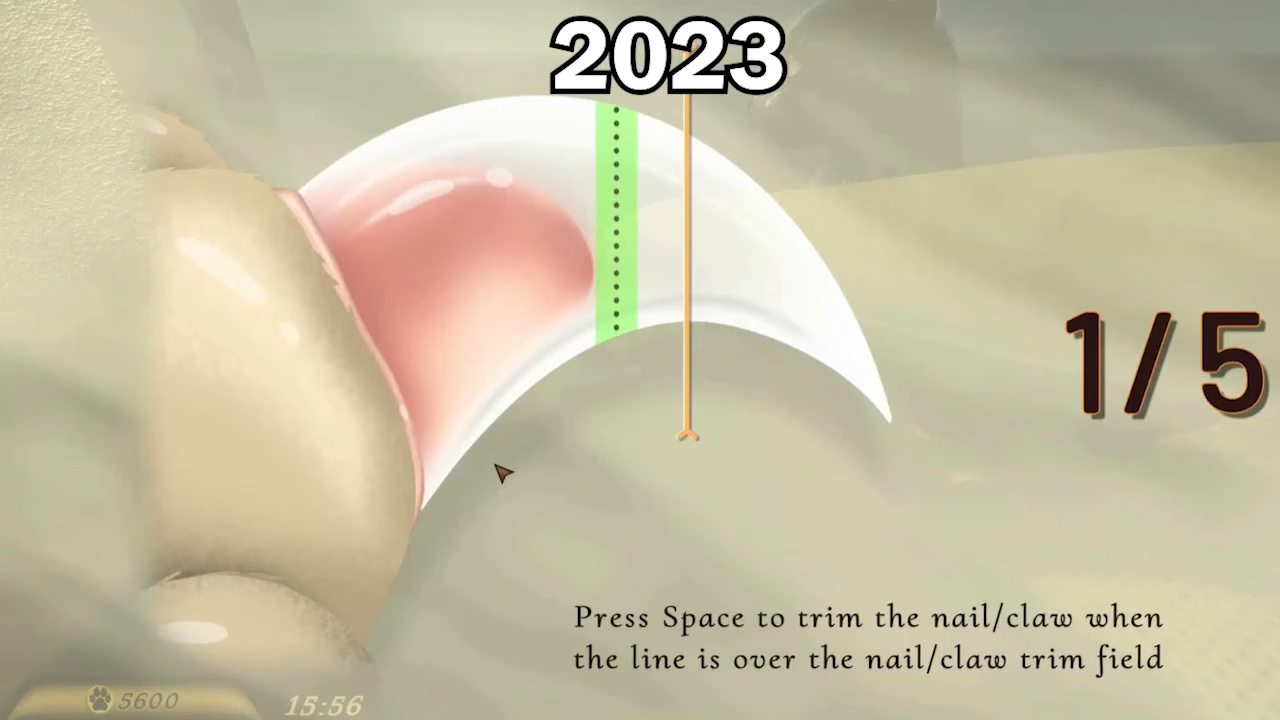 2023
1/5
Press Space to trim the nail/claw when
the line is over the nail/claw trim field
5600
15:56